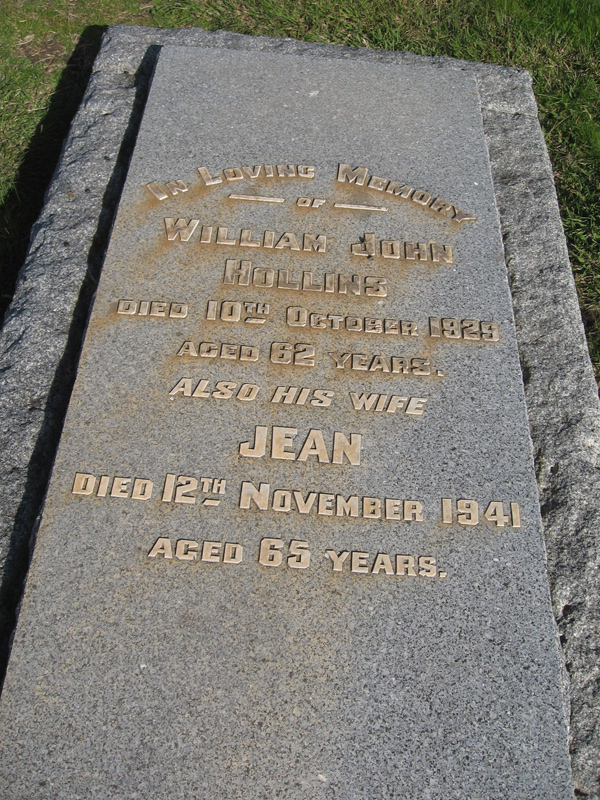 IN LOVING MEMORY
OF
WILLIAM JOHN
HOLLINS
DIED 10TH OCTOBER 1929
AGED 62 YEARS.
ALSO HIS WIFE
JEAN
DIED 12TH NOVEMBER 1941
AGED 65 YEARS.